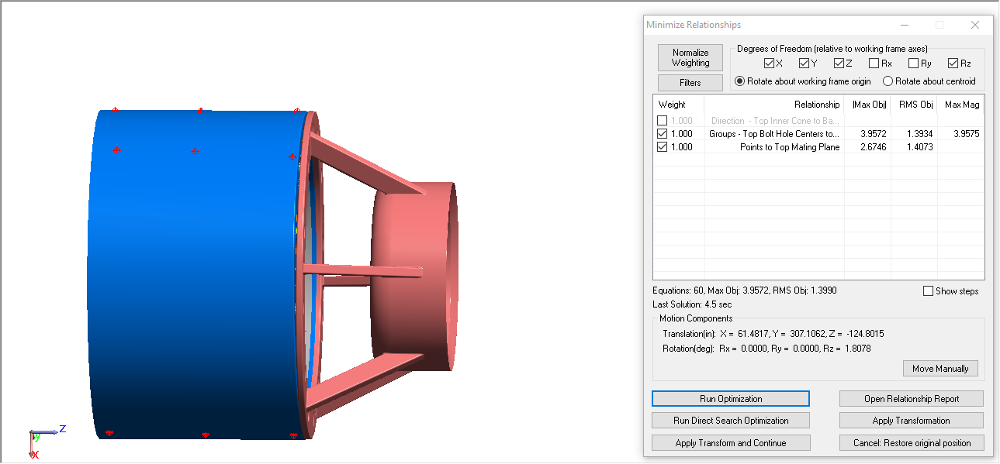 Minimize Relationships
Normalize
Weighting
Filters
Degrees of Freedom (relative to working frame axes)
X Y Z Rx Ry Rz
Rotate about working frame origin Rotate about centroid
Weight Relationship |Max Obj| RMS Obj Max Mag
1.000 Direction - Top Inner Cone to Ba...
1.000 Groups - Top Bolt Hole Centers to... 3.9572 1.3934 3.9575
1.000 Points to Top Mating Plane 2.6746 1.4073
Equations: 60, Max Obj: 3.9572, RMS Obj: 1.3990
Show steps
Last Solution: 4.5 sec
Motion Components
Translation(in): X = 61.4817, Y = 307.1062, Z = -124.8015
Rotation(deg): Rx = 0.0000, Ry = 0.0000, Rz = 1.8078
Move Manually
Run Optimization Open Relationship Report
Run Direct Search Optimization Apply Transformation
Apply Transform and Continue Cancel: Restore original position
Z
y
X